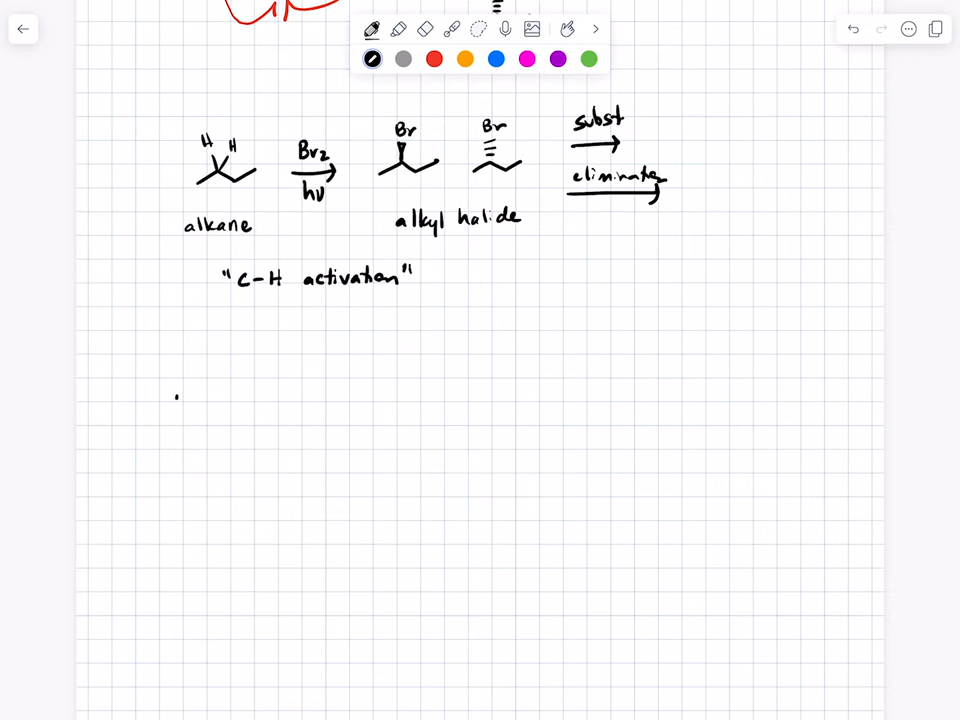 H H
Br2
hν
Br
Br
subst
eliminate
alkane
alkyl halide
"C-H activation"